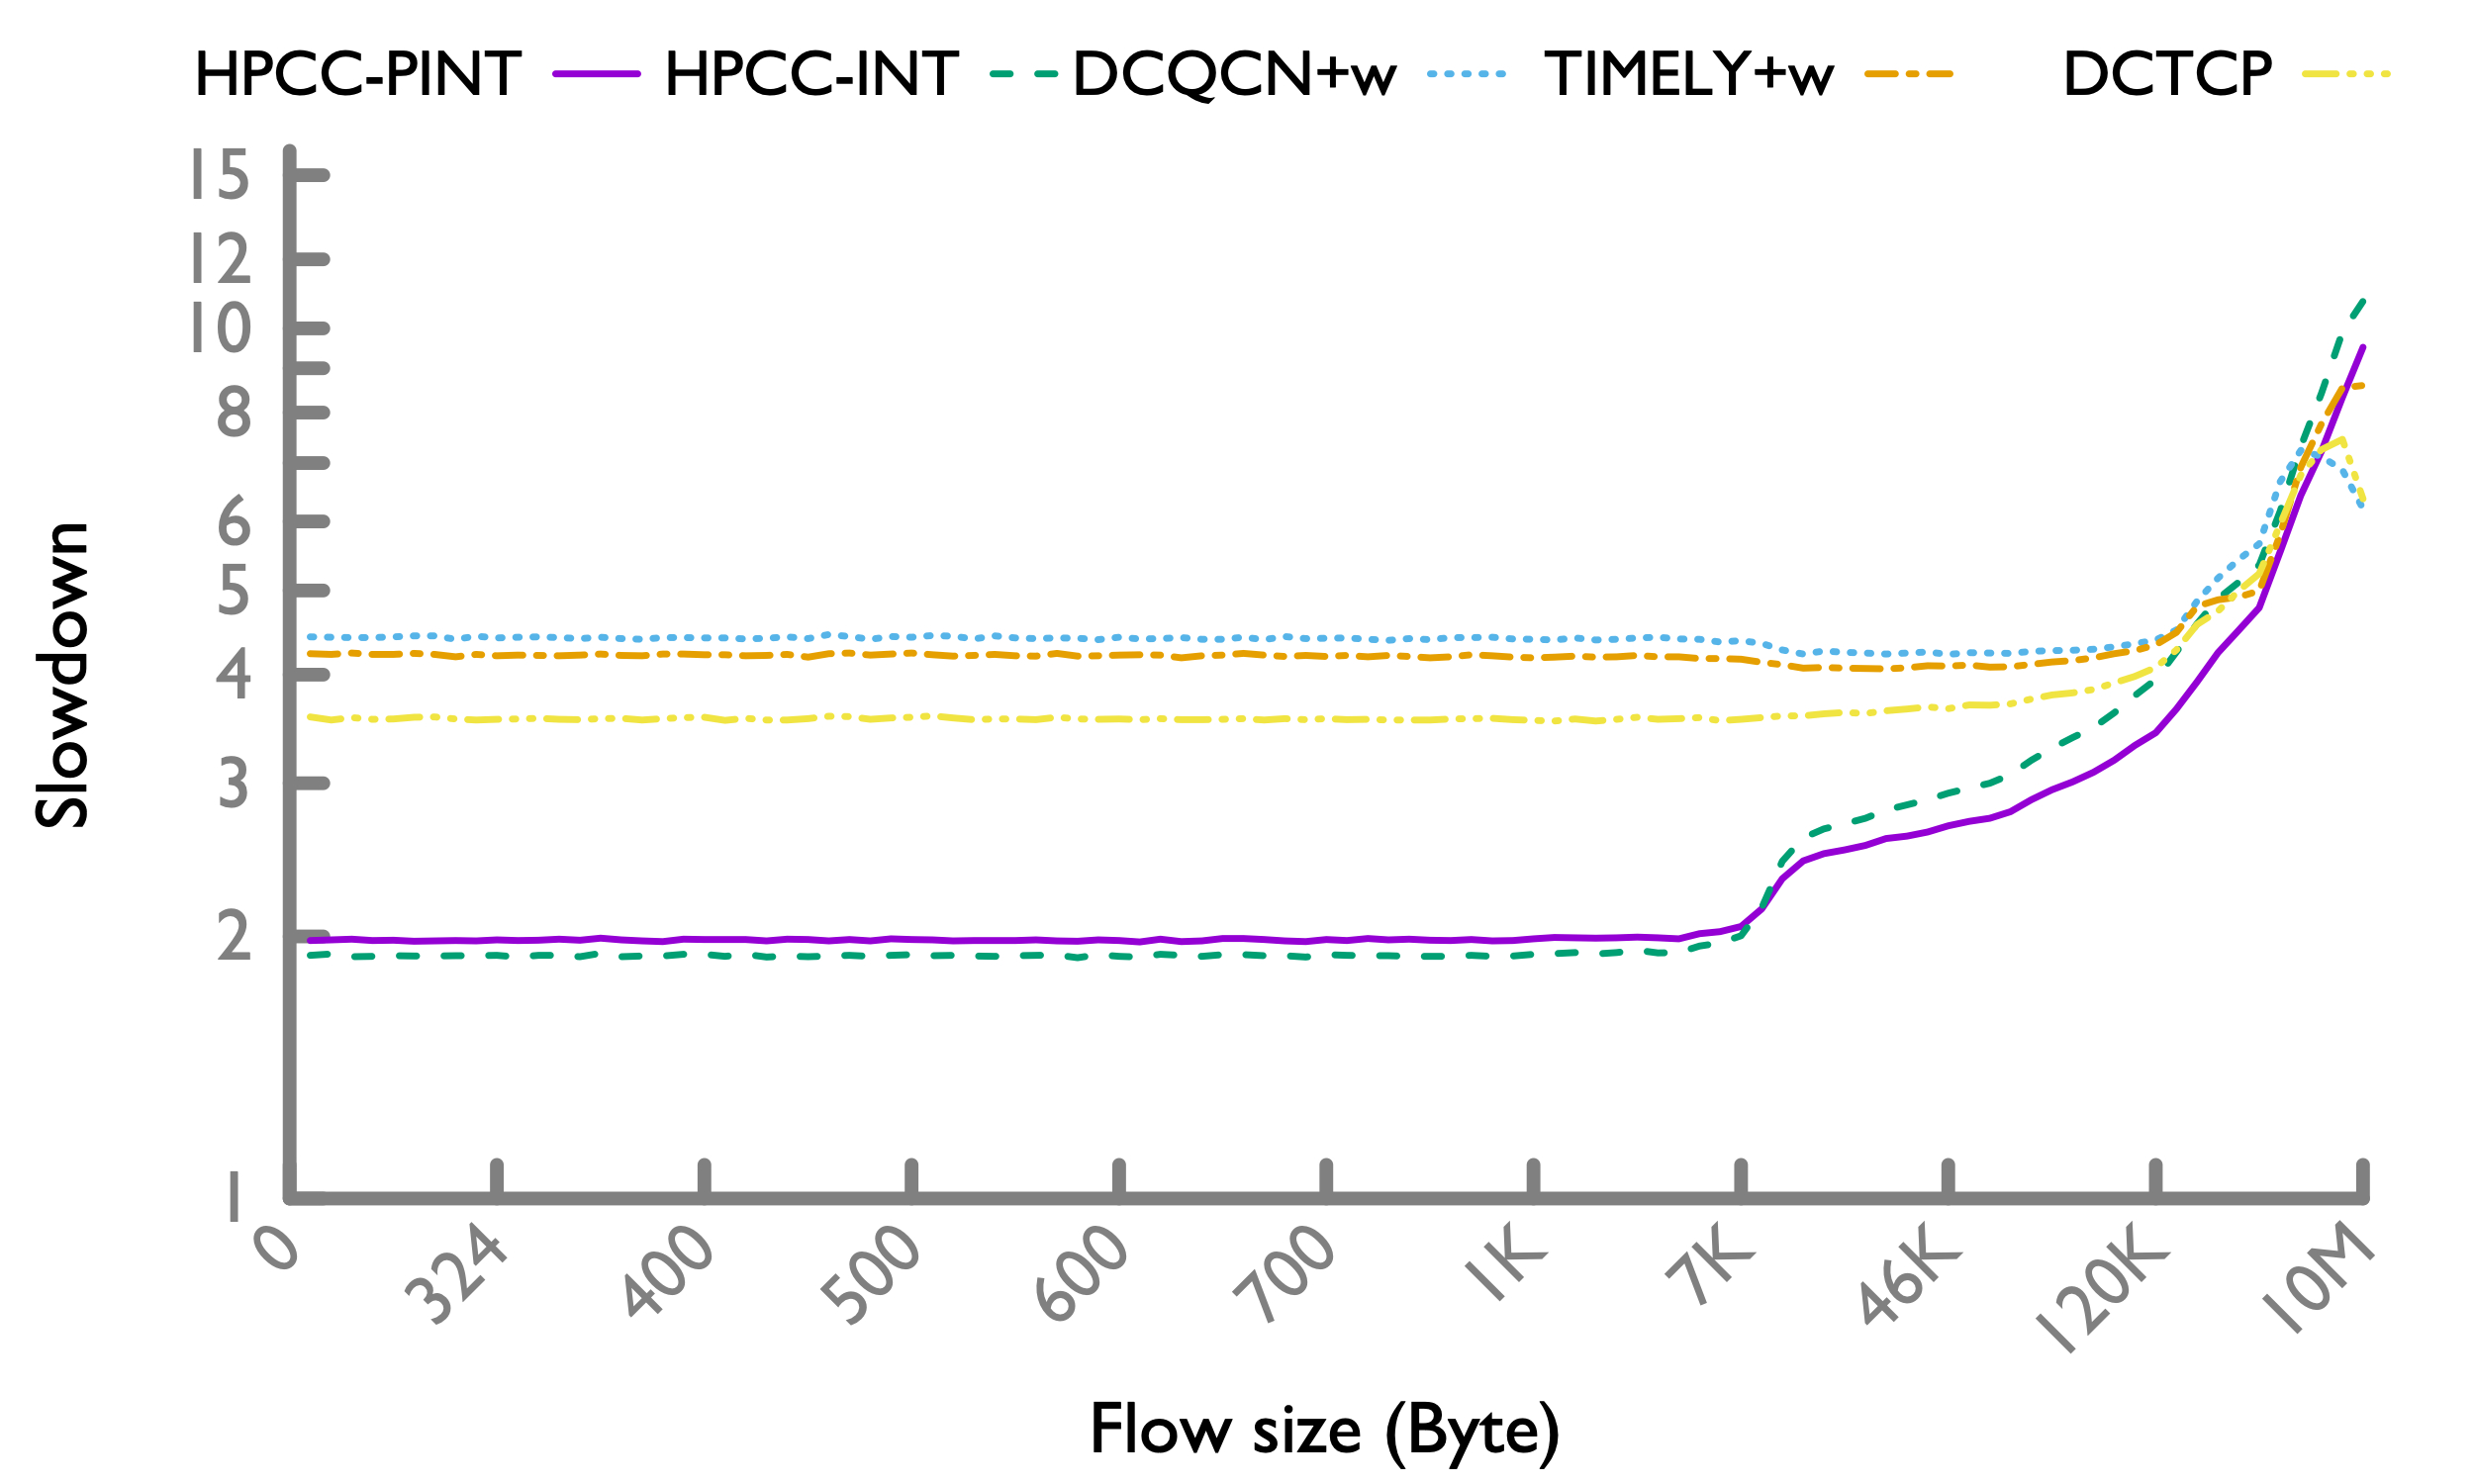 HPCC-PINT HPCC-INT DCQCN+w TIMELY+w DCTCP
15
12
10
8
6
5
4
3
2
1
Slowdown
0 324 400 500 600 700 1K 7K 46K 120K 10M
Flow size (Byte)